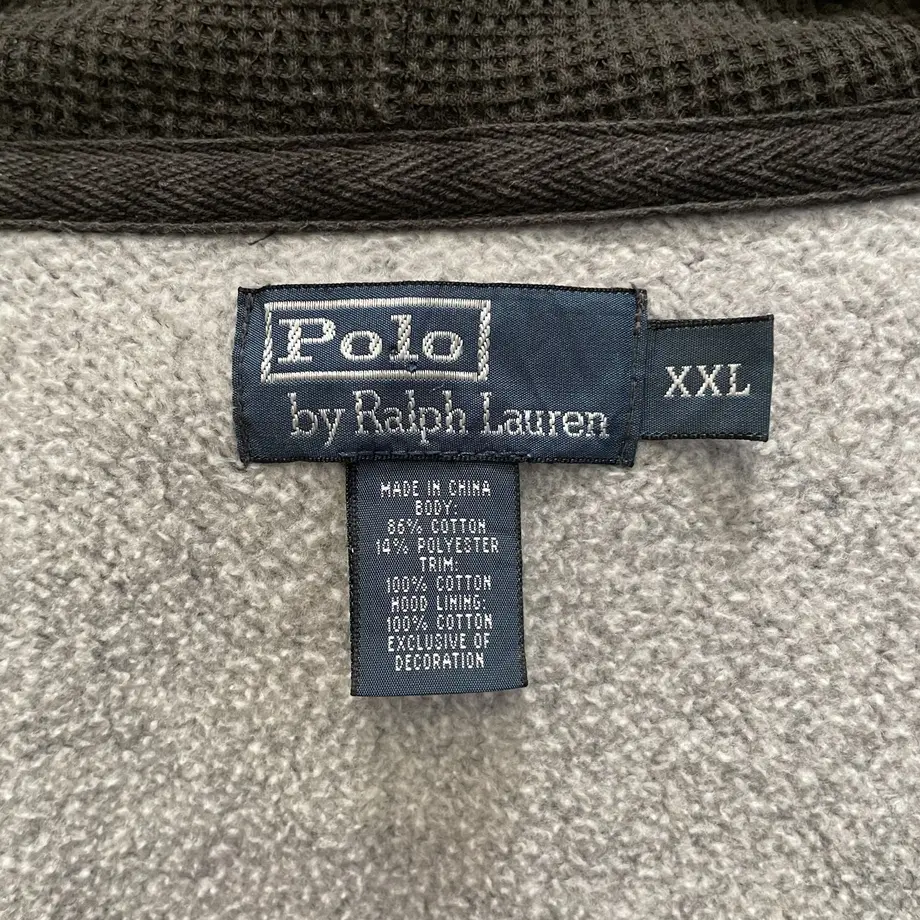 Polo
by Ralph Lauren
XXL
MADE IN CHINA
BODY:
86% COTTON
14% POLYESTER
TRIM:
100% COTTON
HOOD LINING:
100% COTTON
EXCLUSIVE OF
DECORATION